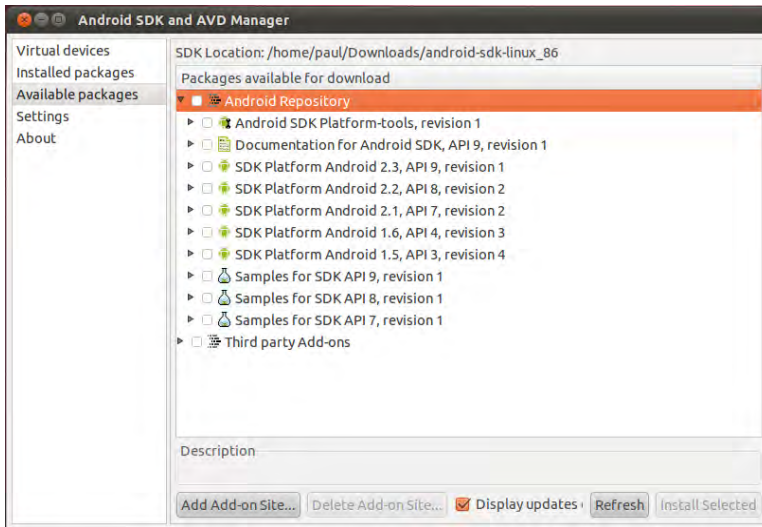 Android SDK and AVD Manager
Virtual devices
Installed packages
Available packages
Settings
About
SDK Location: /home/paul/Downloads/android-sdk-linux_86
Packages available for download
Android Repository
Android SDK Platform-tools, revision 1
Documentation for Android SDK, API 9, revision 1
SDK Platform Android 2.3, API 9, revision 1
SDK Platform Android 2.2, API 8, revision 2
SDK Platform Android 2.1, API 7, revision 2
SDK Platform Android 1.6, API 4, revision 3
SDK Platform Android 1.5, API 3, revision 4
Samples for SDK API 9, revision 1
Samples for SDK API 8, revision 1
Samples for SDK API 7, revision 1
Third party Add-ons
Description
Add Add-on Site... Delete Add-on Site... Display updates Refresh Install Selected